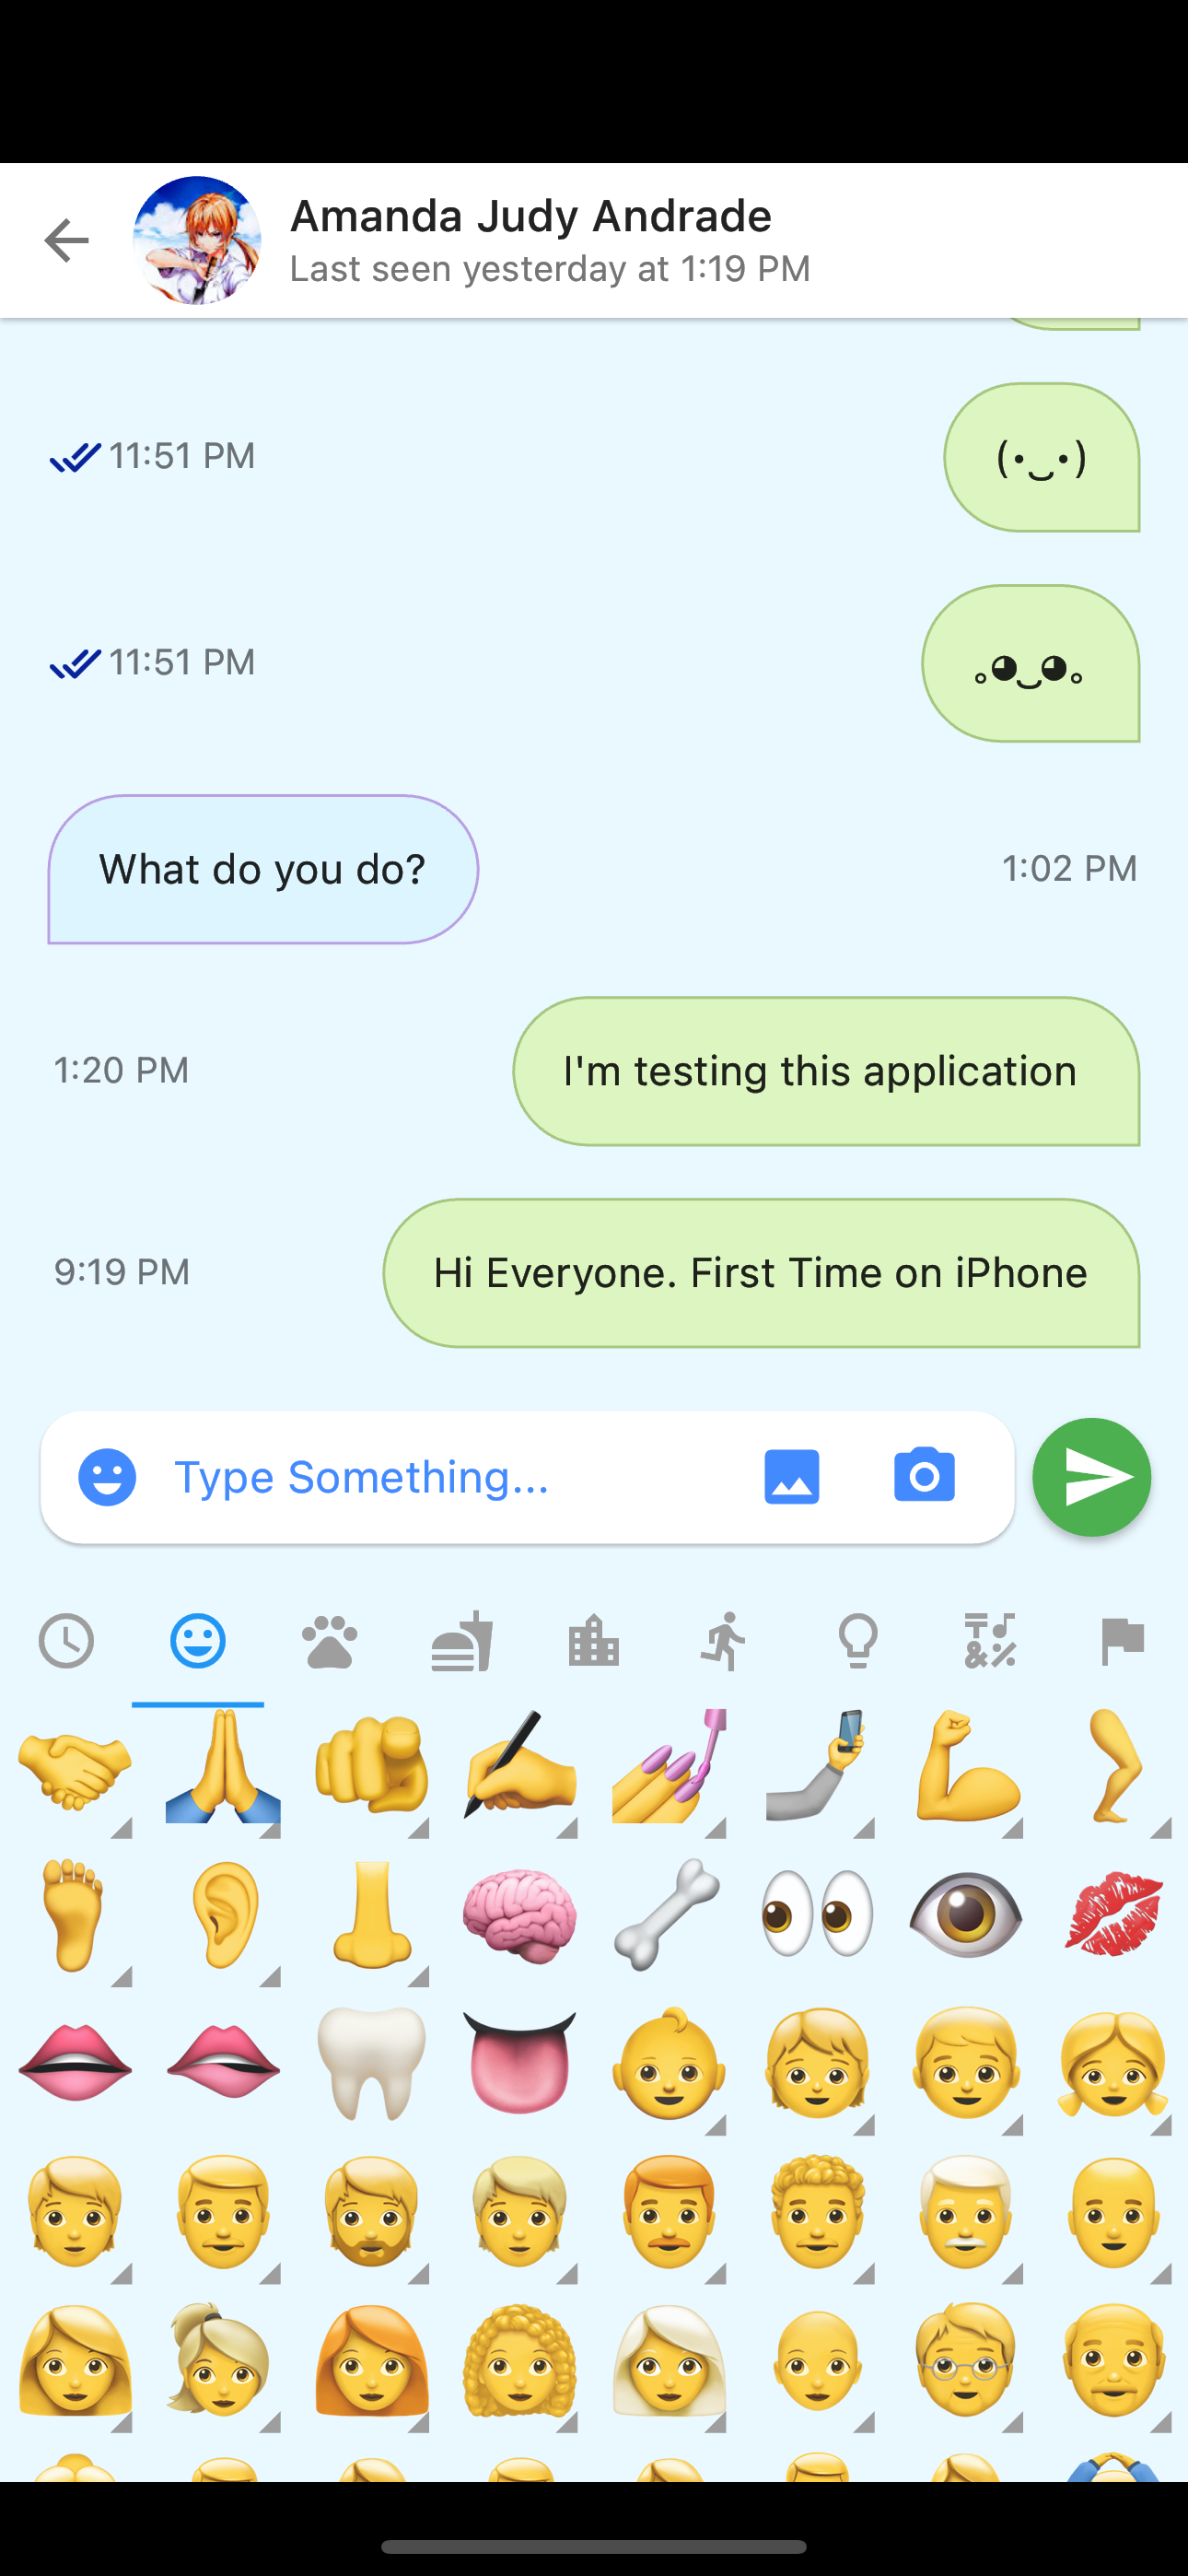 Amanda Judy Andrade
Last seen yesterday at 1:19 PM
11:51 PM
(•‿•)
11:51 PM
｡◕‿◕｡
What do you do?
1:02 PM
1:20 PM
I'm testing this application
9:19 PM
Hi Everyone. First Time on iPhone
Type Something...